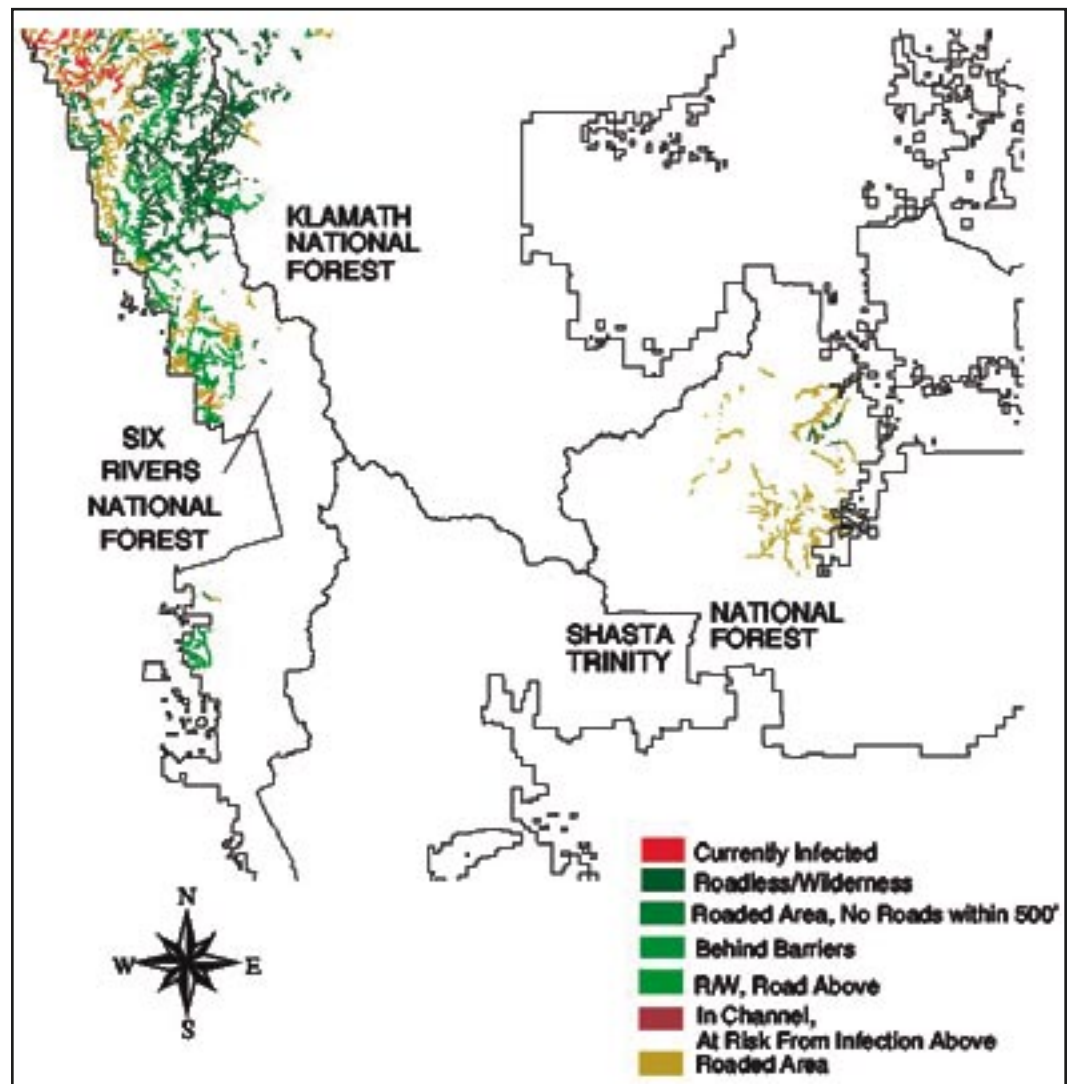 KLAMATH
NATIONAL
FOREST
SIX
RIVERS
NATIONAL
FOREST
SHASTA
TRINITY
NATIONAL
FOREST
Currently Infected
Roadless/Wilderness
Roaded Area, No Roads within 500'
Behind Barriers
R/W, Road Above
In Channel,
At Risk From Infection Above
Roaded Area
N
W
E
S